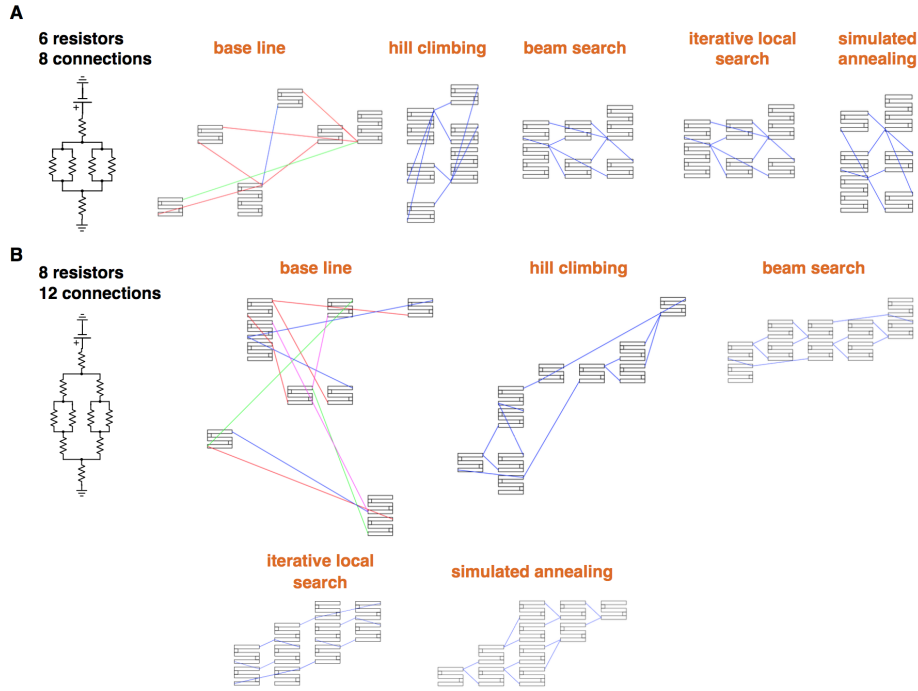 A
6 resistors
8 connections
base line
hill climbing
beam search
iterative local
search
simulated
annealing
+
B
8 resistors
12 connections
base line
hill climbing
beam search
+
iterative local
search
simulated annealing